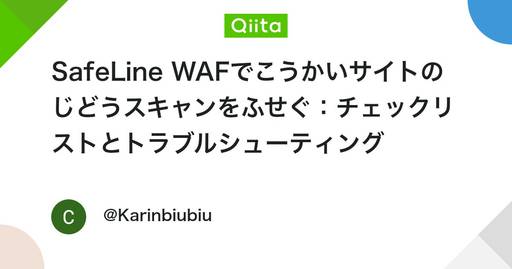 Qiita
SafeLine WAFでこうかいサイトの
じどうスキャンをふせぐ：チェックリ
ストとトラブルシューティング
C
@Karinbiubiu